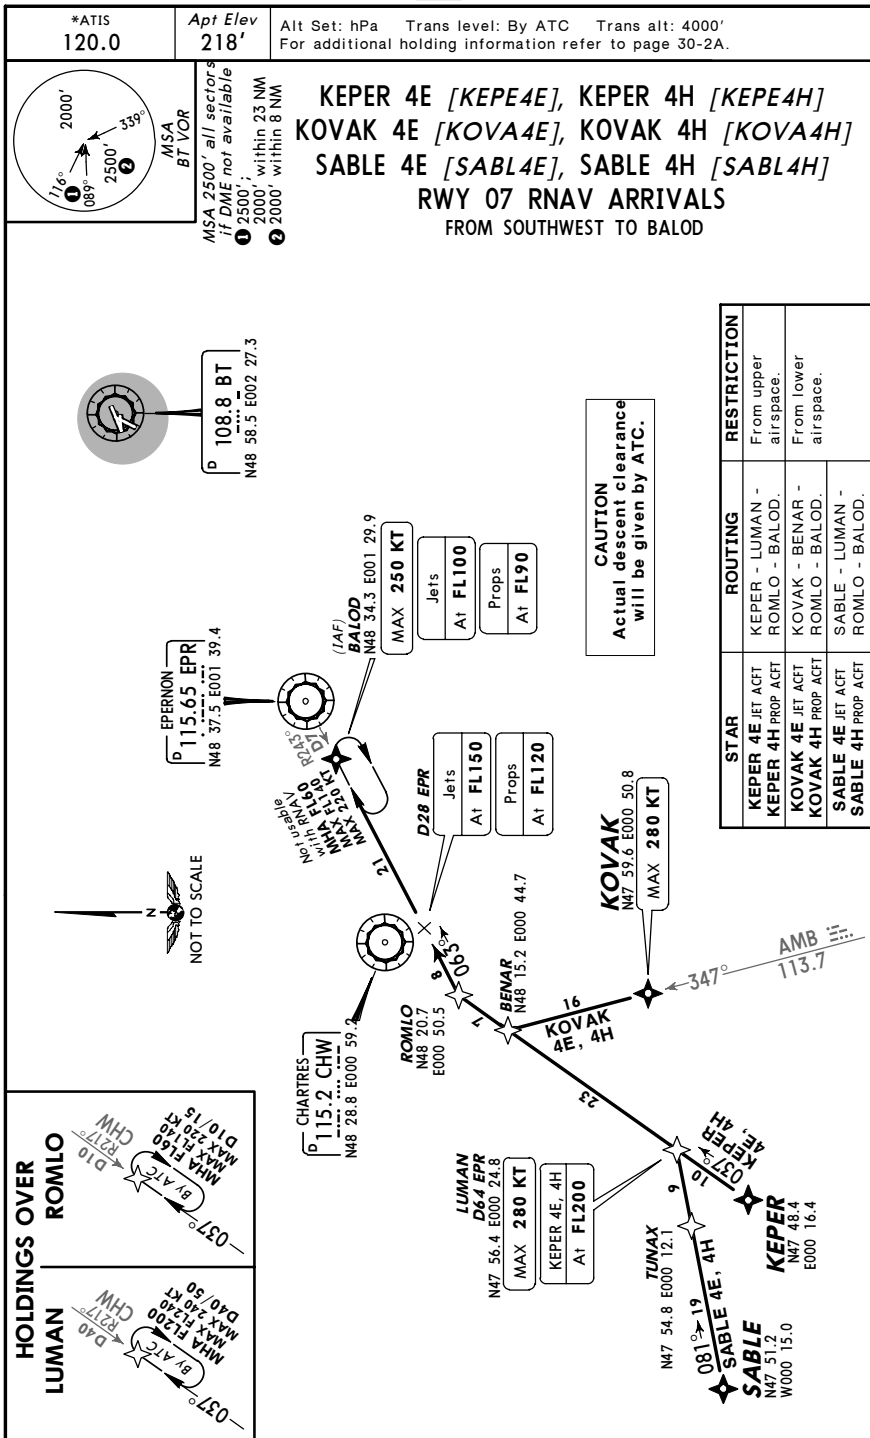 *ATIS
120.0
Apt Elev
218'
Alt Set: hPa Trans level: By ATC Trans alt: 4000'
For additional holding information refer to page 30-2A.
2000'
339°
116°
1
089°
2500'
2
MSA
BT VOR
MSA 2500' all sectors
if DME not available
1 2500';
2000' within 23 NM
2 2000' within 8 NM
KEPER 4E [KEPE4E], KEPER 4H [KEPE4H]
KOVAK 4E [KOVA4E], KOVAK 4H [KOVA4H]
SABLE 4E [SABL4E], SABLE 4H [SABL4H]
RWY 07 RNAV ARRIVALS
FROM SOUTHWEST TO BALOD
D
108.8 BT
N48 58.5 E002 27.3
EPERNON
D
115.65 EPR
N48 37.5 E001 39.4
(IAF)
BALOD
N48 34.3 E001 29.9
MAX 250 KT
Jets
At FL100
Props
At FL90
R243°
D7
Not usable
with RNAV
MHA FL60
MAX FL140
MAX 220 KT
21
CAUTION
Actual descent clearance
will be given by ATC.
STAR
ROUTING
RESTRICTION
KEPER 4E JET ACFT
KEPER 4H PROP ACFT
KEPER - LUMAN -
ROMLO - BALOD.
From upper
airspace.
KOVAK 4E JET ACFT
KOVAK 4H PROP ACFT
KOVAK - BENAR -
ROMLO - BALOD.
From lower
airspace.
SABLE 4E JET ACFT
SABLE 4H PROP ACFT
SABLE - LUMAN -
ROMLO - BALOD.
N
NOT TO SCALE
D28 EPR
Jets
At FL150
Props
At FL120
CHARTRES
D
115.2 CHW
N48 28.8 E000 59.2
8
063°
ROMLO
N48 20.7
E000 50.5
7
BENAR
N48 15.2 E000 44.7
16
KOVAK
4E, 4H
KOVAK
N47 59.6 E000 50.8
MAX 280 KT
347°
AMB
113.7
23
LUMAN
D64 EPR
N47 56.4 E000 24.8
MAX 280 KT
KEPER 4E, 4H
At FL200
10
037°
KEPER
4E, 4H
KEPER
N47 48.4
E000 16.4
9
TUNAX
N47 54.8 E000 12.1
081°
19
SABLE 4E, 4H
SABLE
N47 51.2
W000 15.0
HOLDINGS OVER
LUMAN
ROMLO
D40
R217°
CHW
By ATC
037°
MHA FL200
MAX FL240
MAX 240 KT
D40/50
D10
R217°
CHW
By ATC
037°
MHA FL60
MAX FL140
MAX 220 KT
D10/15